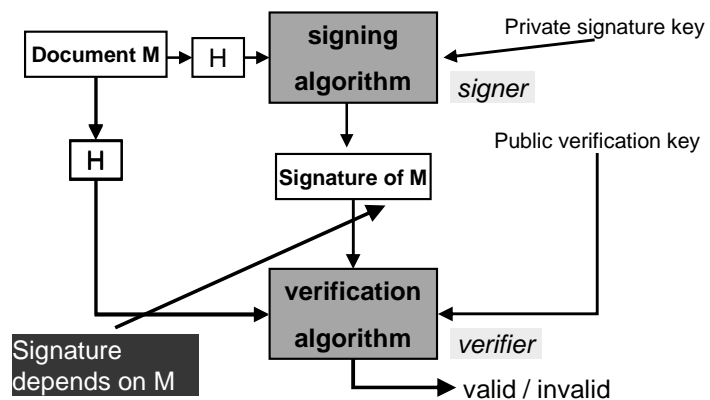 Document M
H
signing
algorithm
Private signature key
signer
H
Public verification key
Signature of M
verification
algorithm
verifier
Signature
depends on M
valid / invalid